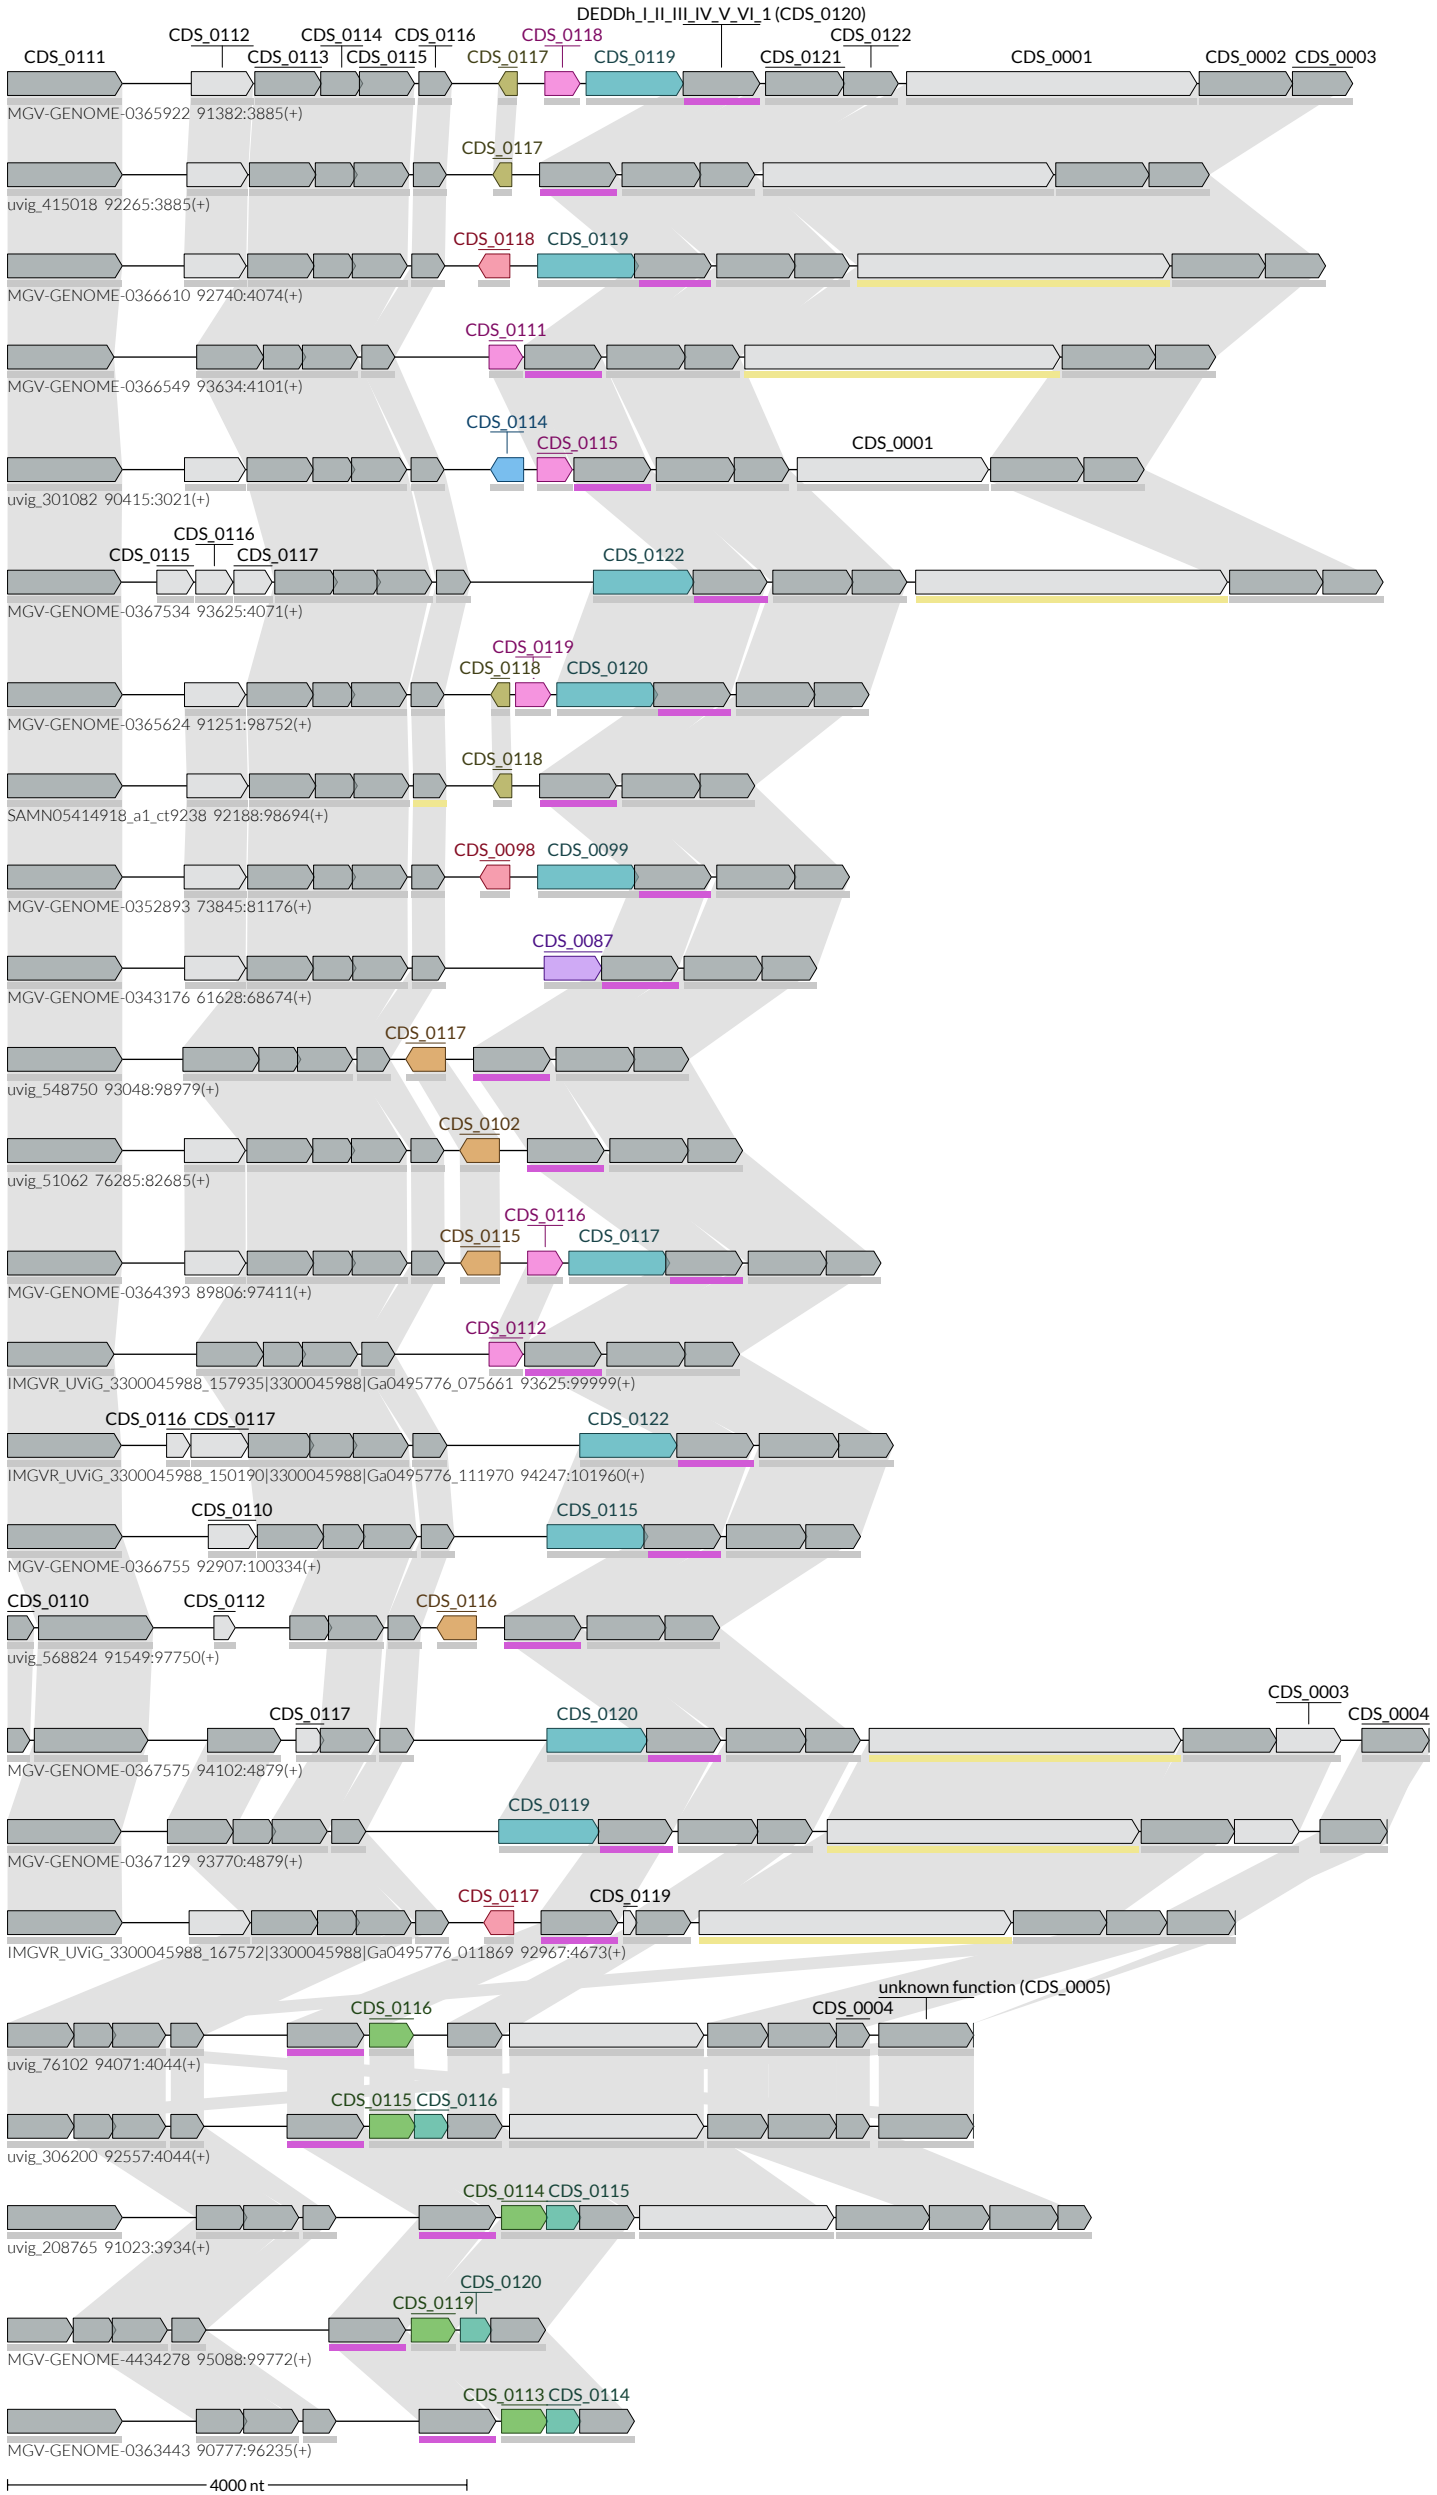 DEDDh_I_II_III_IV_V_VI_1 (CDS_0120)
CDS_0112 CDS_0114 CDS_0116 CDS_0118 CDS_0122
CDS_0111 CDS_0113 CDS_0115 CDS_0117 CDS_0119 CDS_0121 CDS_0001 CDS_0002 CDS_0003
MGV-GENOME-0365922 91382:3885(+)
CDS_0117
uvig_415018 92265:3885(+)
CDS_0118 CDS_0119
MGV-GENOME-0366610 92740:4074(+)
CDS_0111
MGV-GENOME-0366549 93634:4101(+)
CDS_0114
CDS_0115 CDS_0001
uvig_301082 90415:3021(+)
CDS_0116
CDS_0115 CDS_0117 CDS_0122
MGV-GENOME-0367534 93625:4071(+)
CDS_0119
CDS_0118 CDS_0120
MGV-GENOME-0365624 91251:98752(+)
CDS_0118
SAMN05414918_a1_ct9238 92188:98694(+)
CDS_0098 CDS_0099
MGV-GENOME-0352893 73845:81176(+)
CDS_0087
MGV-GENOME-0343176 61628:68674(+)
CDS_0117
uvig_548750 93048:98979(+)
CDS_0102
uvig_51062 76285:82685(+)
CDS_0116
CDS_0115 CDS_0117
MGV-GENOME-0364393 89806:97411(+)
CDS_0112
IMGVR_UViG_3300045988_157935|3300045988|Ga0495776_075661 93625:99999(+)
CDS_0116 CDS_0117 CDS_0122
IMGVR_UViG_3300045988_150190|3300045988|Ga0495776_111970 94247:101960(+)
CDS_0110 CDS_0115
MGV-GENOME-0366755 92907:100334(+)
CDS_0110 CDS_0112 CDS_0116
uvig_568824 91549:97750(+)
CDS_0003
CDS_0117 CDS_0120 CDS_0004
MGV-GENOME-0367575 94102:4879(+)
CDS_0119
MGV-GENOME-0367129 93770:4879(+)
CDS_0117 CDS_0119
IMGVR_UViG_3300045988_167572|3300045988|Ga0495776_011869 92967:4673(+)
unknown function (CDS_0005)
CDS_0116 CDS_0004
uvig_76102 94071:4044(+)
CDS_0115 CDS_0116
uvig_306200 92557:4044(+)
CDS_0114 CDS_0115
uvig_208765 91023:3934(+)
CDS_0120
CDS_0119
MGV-GENOME-4434278 95088:99772(+)
CDS_0113 CDS_0114
MGV-GENOME-0363443 90777:96235(+)
4000 nt